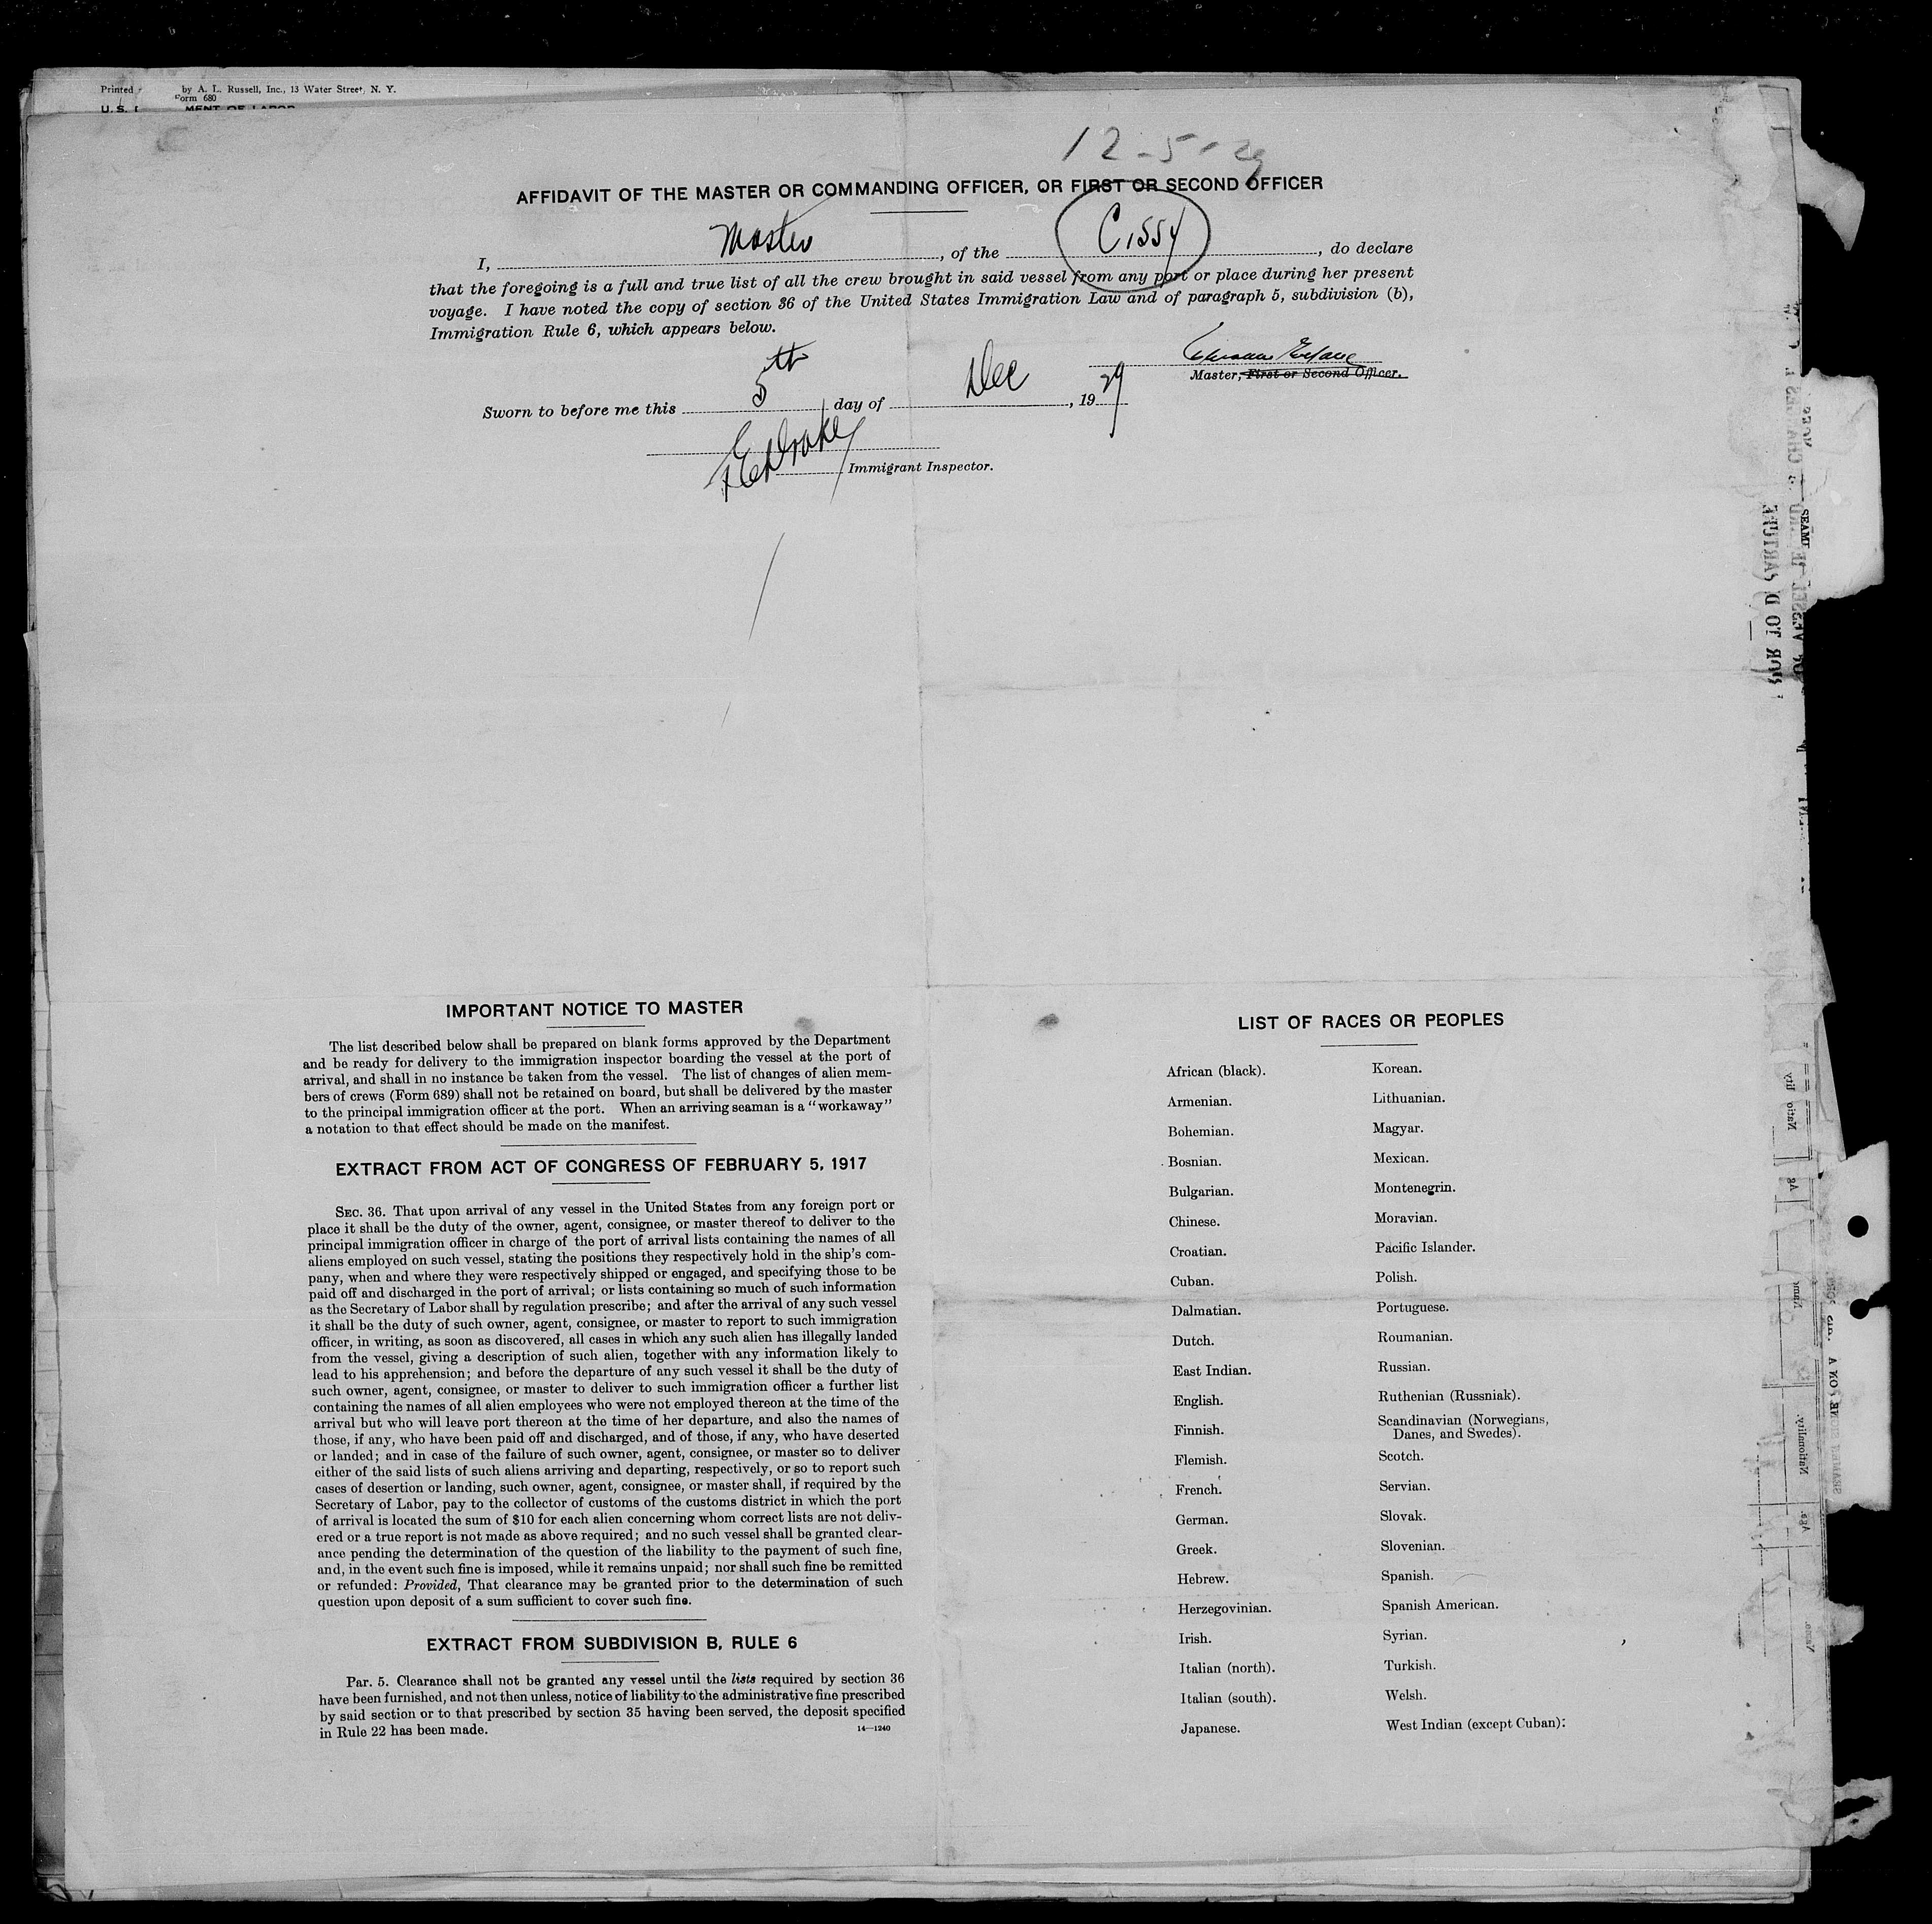 Printed by A. L. Russell, Inc., 13 Water Street, N. Y.
Form 680
12-5-29
AFFIDAVIT OF THE MASTER OR COMMANDING OFFICER, OR FIRST OR SECOND OFFICER
I, Master, of the Cissy, do declare
that the foregoing is a full and true list of all the crew brought in said vessel from any port or place during her present
voyage. I have noted the copy of section 36 of the United States Immigration Law and of paragraph 5, subdivision (b),
Immigration Rule 6, which appears below.
Master, First or Second Officer.
Sworn to before me this 5th day of Dec, 1929
Immigrant Inspector.
IMPORTANT NOTICE TO MASTER
The list described below shall be prepared on blank forms approved by the Department
and be ready for delivery to the immigration inspector boarding the vessel at the port of
arrival, and shall in no instance be taken from the vessel. The list of changes of alien mem-
bers of crews (Form 689) shall not be retained on board, but shall be delivered by the master
to the principal immigration officer at the port. When an arriving seaman is a "workaway"
a notation to that effect should be made on the manifest.
EXTRACT FROM ACT OF CONGRESS OF FEBRUARY 5, 1917
SEC. 36. That upon arrival of any vessel in the United States from any foreign port or
place it shall be the duty of the owner, agent, consignee, or master thereof to deliver to the
principal immigration officer in charge of the port of arrival lists containing the names of all
aliens employed on such vessel, stating the positions they respectively hold in the ship's com-
pany, when and where they were respectively shipped or engaged, and specifying those to be
paid off and discharged in the port of arrival; or lists containing so much of such information
as the Secretary of Labor shall by regulation prescribe; and after the arrival of any such vessel
it shall be the duty of such owner, agent, consignee, or master to report to such immigration
officer, in writing, as soon as discovered, all cases in which any such alien has illegally landed
from the vessel, giving a description of such alien, together with any information likely to
lead to his apprehension; and before the departure of any such vessel it shall be the duty of
such owner, agent, consignee, or master to deliver to such immigration officer a further list
containing the names of all alien employees who were not employed thereon at the time of the
arrival but who will leave port thereon at the time of her departure, and also the names of
those, if any, who have been paid off and discharged, and of those, if any, who have deserted
or landed; and in case of the failure of such owner, agent, consignee, or master so to deliver
either of the said lists of such aliens arriving and departing, respectively, or so to report such
cases of desertion or landing, such owner, agent, consignee, or master shall, if required by the
Secretary of Labor, pay to the collector of customs of the customs district in which the port
of arrival is located the sum of $10 for each alien concerning whom correct lists are not deliv-
ered or a true report is not made as above required; and no such vessel shall be granted clear-
ance pending the determination of the question of the liability to the payment of such fine,
and, in the event such fine is imposed, while it remains unpaid; nor shall such fine be remitted
or refunded: Provided, That clearance may be granted prior to the determination of such
question upon deposit of a sum sufficient to cover such fine.
EXTRACT FROM SUBDIVISION B, RULE 6
Par. 5. Clearance shall not be granted any vessel until the lists required by section 36
have been furnished, and not then unless, notice of liability to the administrative fine prescribed
by said section or to that prescribed by section 35 having been served, the deposit specified
in Rule 22 has been made.
14—1240
LIST OF RACES OR PEOPLES
African (black).
Armenian.
Bohemian.
Bosnian.
Bulgarian.
Chinese.
Croatian.
Cuban.
Dalmatian.
Dutch.
East Indian.
English.
Finnish.
Flemish.
French.
German.
Greek.
Hebrew.
Herzegovinian.
Irish.
Italian (north).
Italian (south).
Japanese.
Korean.
Lithuanian.
Magyar.
Mexican.
Montenegrin.
Moravian.
Pacific Islander.
Polish.
Portuguese.
Roumanian.
Russian.
Ruthenian (Russniak).
Scandinavian (Norwegians,
Danes, and Swedes).
Scotch.
Servian.
Slovak.
Slovenian.
Spanish.
Spanish American.
Syrian.
Turkish.
Welsh.
West Indian (except Cuban).